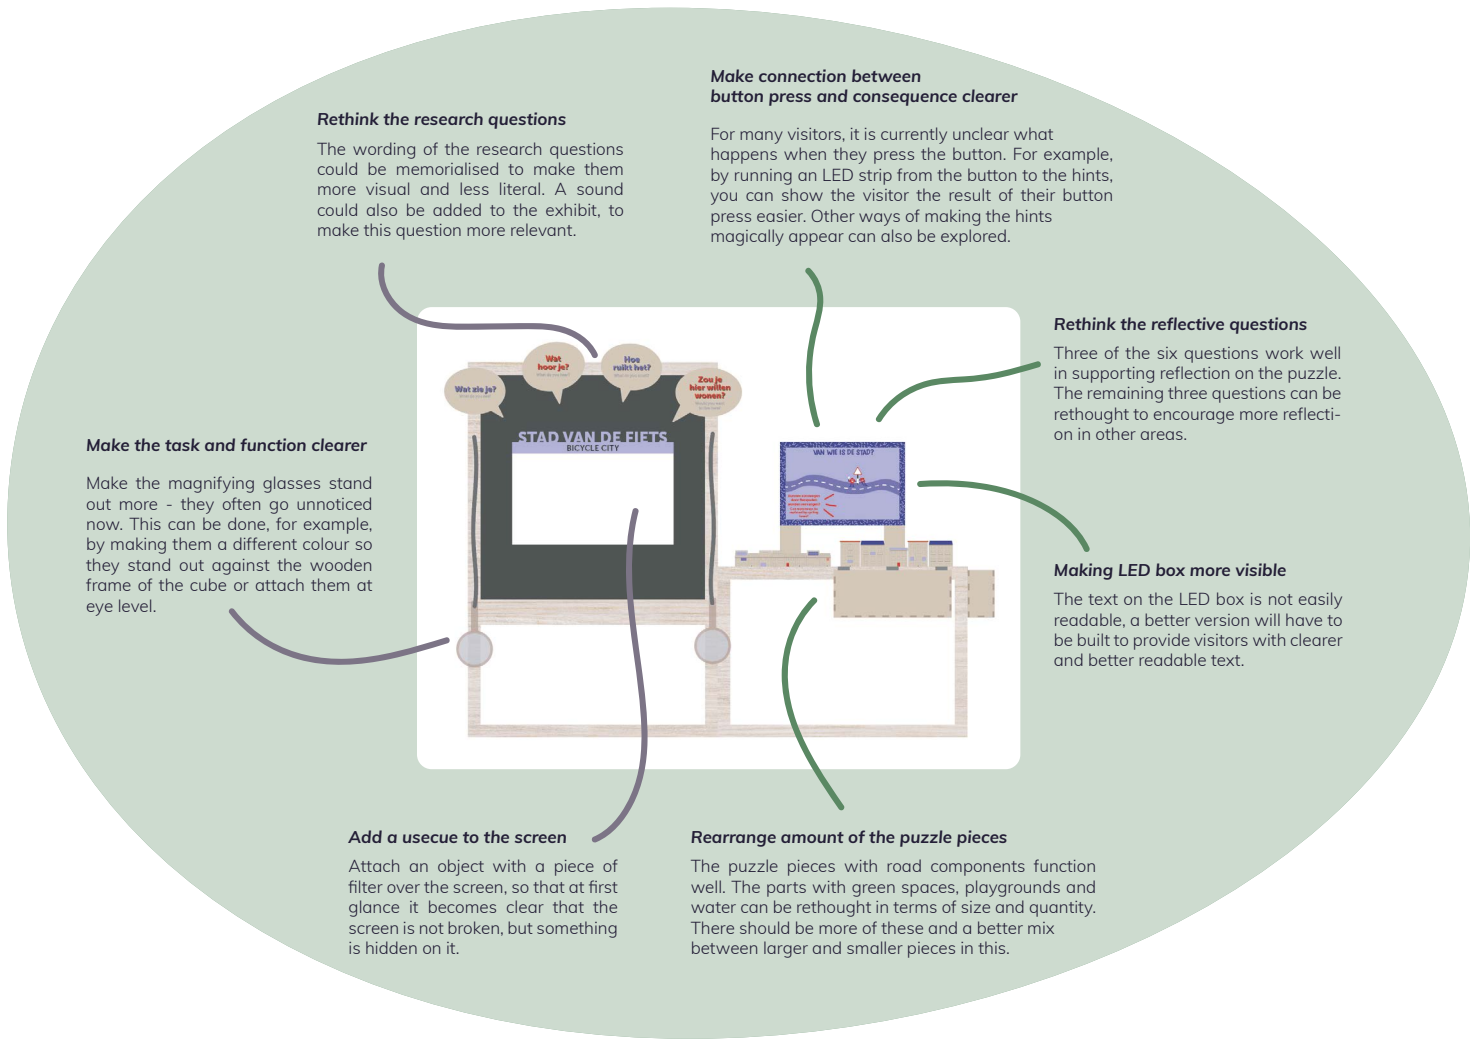 Make connection between
button press and consequence clearer
For many visitors, it is currently unclear what
happens when they press the button. For example,
by running an LED strip from the button to the hints,
you can show the visitor the result of their button
press easier. Other ways of making the hints
magically appear can also be explored.
Rethink the research questions
The wording of the research questions
could be memorialised to make them
more visual and less literal. A sound
could also be added to the exhibit, to
make this question more relevant.
Rethink the reflective questions
Three of the six questions work well
in supporting reflection on the puzzle.
The remaining three questions can be
rethought to encourage more reflecti-
on in other areas.
Make the task and function clearer
Make the magnifying glasses stand
out more - they often go unnoticed
now. This can be done, for example,
by making them a different colour so
they stand out against the wooden
frame of the cube or attach them at
eye level.
Wat zie je?
Wat
hoor je?
Hoe
ruikt het?
Zou je
hier willen
wonen?
STAD VAN DE FIETS
BICYCLE CITY
VAN WIE IS DE STAD?
Making LED box more visible
The text on the LED box is not easily
readable, a better version will have to
be built to provide visitors with clearer
and better readable text.
Add a usecue to the screen
Attach an object with a piece of
filter over the screen, so that at first
glance it becomes clear that the
screen is not broken, but something
is hidden on it.
Rearrange amount of the puzzle pieces
The puzzle pieces with road components function
well. The parts with green spaces, playgrounds and
water can be rethought in terms of size and quantity.
There should be more of these and a better mix
between larger and smaller pieces in this.